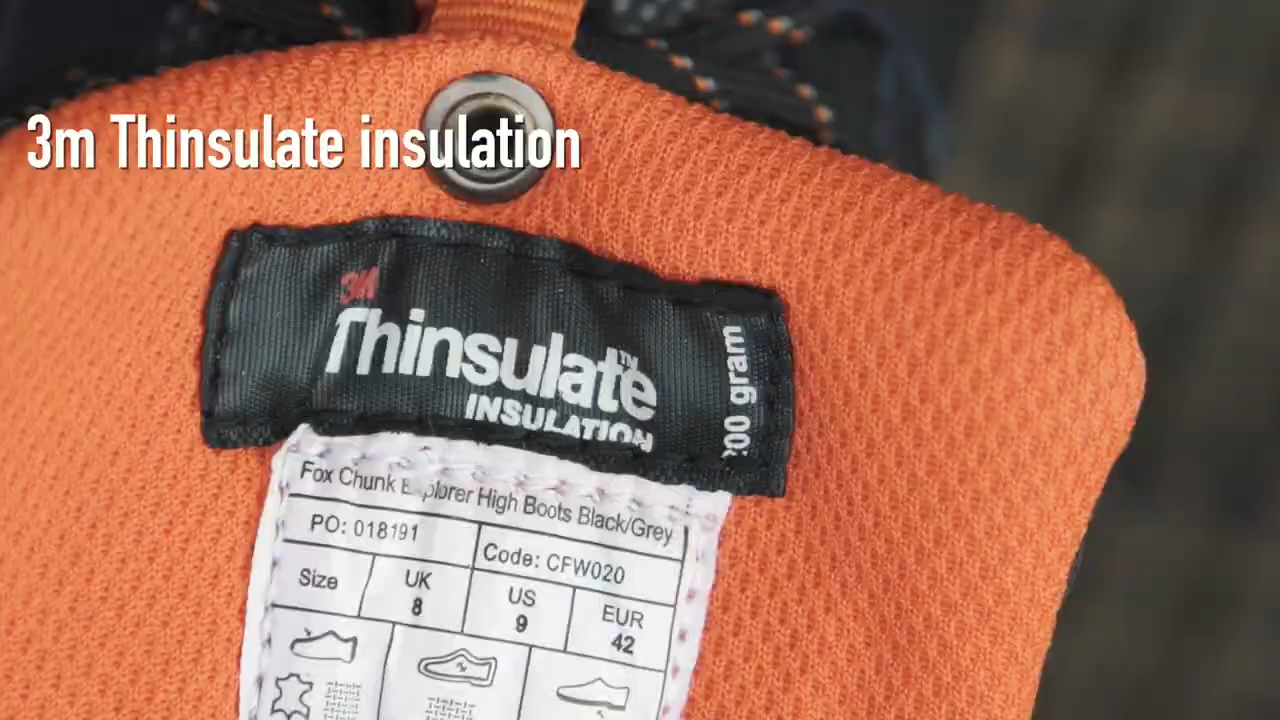 3m Thinsulate insulation
3M
Thinsulate™
INSULATION
200 gram
Fox Chunk Explorer High Boots Black/Grey
PO: 018191
Code: CFW020
Size
UK
8
US
9
EUR
42